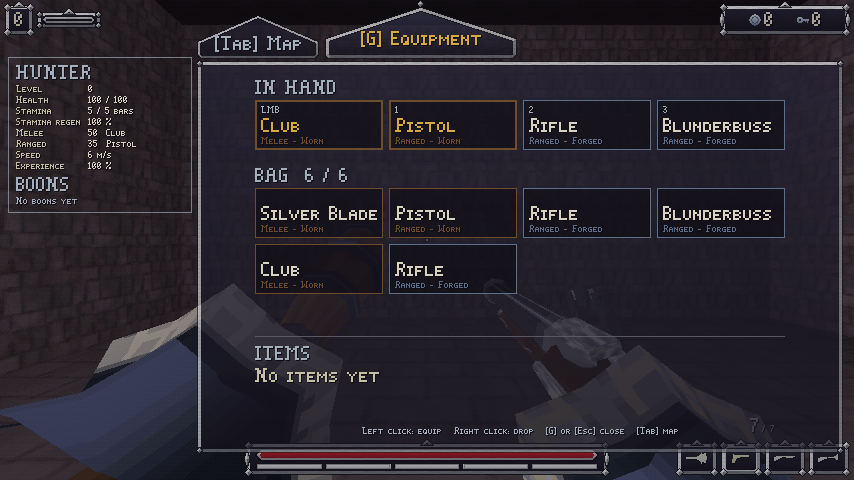 0
[Tab] Map
[G] Equipment
0 0
Hunter
Level 0
Health 100 / 100
Stamina 5 / 5 bars
Stamina regen 100 %
Melee 50 Club
Ranged 35 Pistol
Speed 6 m/s
Experience 100 %
Boons
No boons yet
In Hand
LMB 1 2 3
Club Pistol Rifle Blunderbuss
Melee - Worn Ranged - Worn Ranged - Forged Ranged - Forged
Bag 6 / 6
Silver Blade Pistol Rifle Blunderbuss
Melee - Worn Ranged - Worn Ranged - Forged Ranged - Forged
Club Rifle
Melee - Worn Ranged - Forged
Items
No items yet
Left click: equip Right click: drop [G] or [Esc] close [Tab] map
7/7